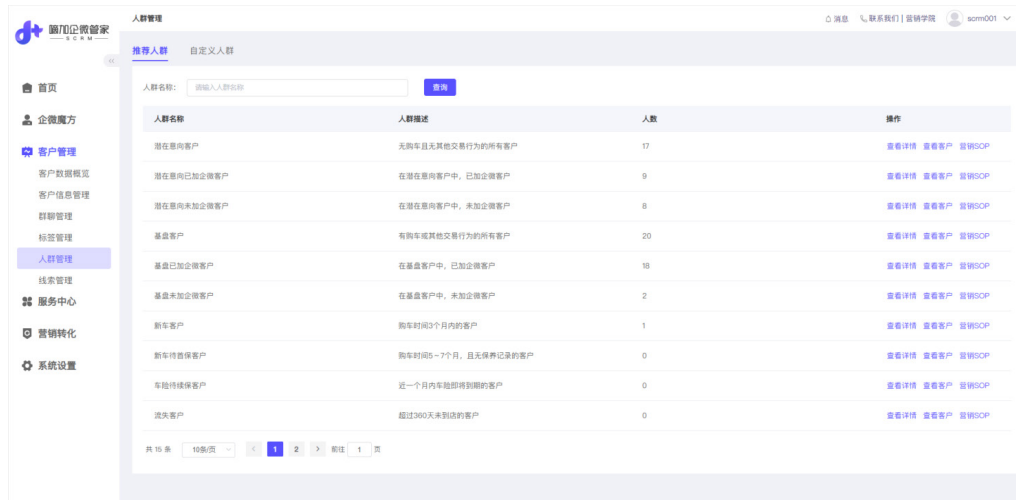 嘀加企微管家
SCRM
人群管理
消息 联系我们 | 营销学院 scrm001
推荐人群 自定义人群
首页
企微魔方
客户管理
客户数据概览
客户信息管理
群聊管理
标签管理
人群管理
线索管理
服务中心
营销转化
系统设置
人群名称: 请输入人群名称 查询
人群名称 人群描述 人数 操作
潜在意向客户 无购车且无其他交易行为的所有客户 17 查看详情 查看客户 营销SOP
潜在意向已加企微客户 在潜在意向客户中，已加企微客户 9 查看详情 查看客户 营销SOP
潜在意向未加企微客户 在潜在意向客户中，未加企微客户 8 查看详情 查看客户 营销SOP
基盘客户 有购车或其他交易行为的所有客户 20 查看详情 查看客户 营销SOP
基盘已加企微客户 在基盘客户中，已加企微客户 18 查看详情 查看客户 营销SOP
基盘未加企微客户 在基盘客户中，未加企微客户 2 查看详情 查看客户 营销SOP
新车客户 购车时间3个月内的客户 1 查看详情 查看客户 营销SOP
新车待首保客户 购车时间5~7个月，且无保养记录的客户 0 查看详情 查看客户 营销SOP
车险待续保客户 近一个月内车险即将到期的客户 0 查看详情 查看客户 营销SOP
流失客户 超过360天未到店的客户 0 查看详情 查看客户 营销SOP
共 15 条 10条/页 < 1 2 > 前往 1 页